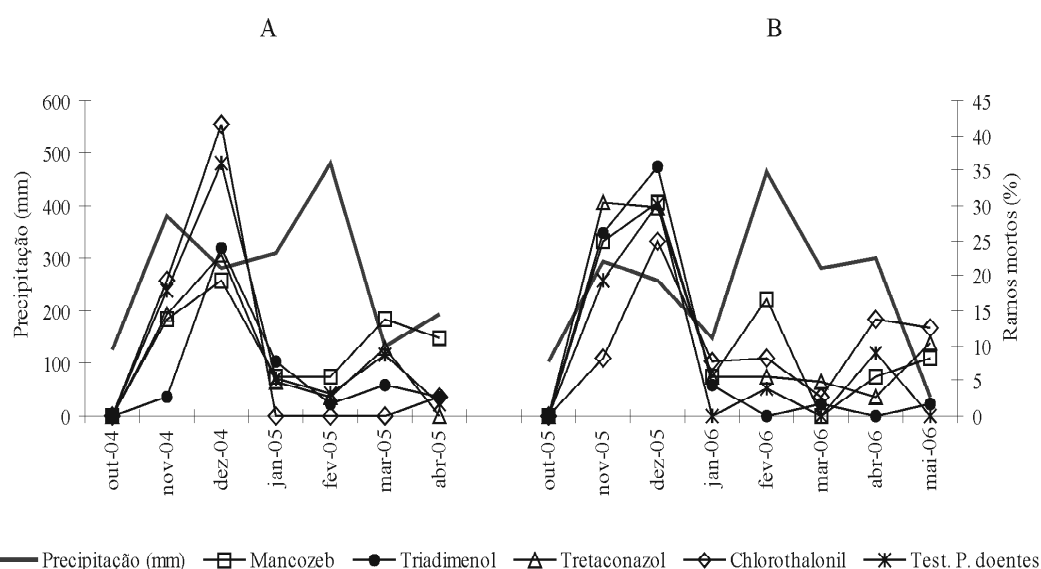 A
B
600
500
400
300
200
100
0
Precipitação (mm)
45
40
35
30
25
20
15
10
5
0
Ramos mortos (%)
out-04
nov-04
dez-04
jan-05
fev-05
mar-05
abr-05
out-05
nov-05
dez-05
jan-06
fev-06
mar-06
abr-06
mai-06
Precipitação (mm) Mancozeb Triadimenol Tretaconazol Chlorothalonil Test. P. doentes